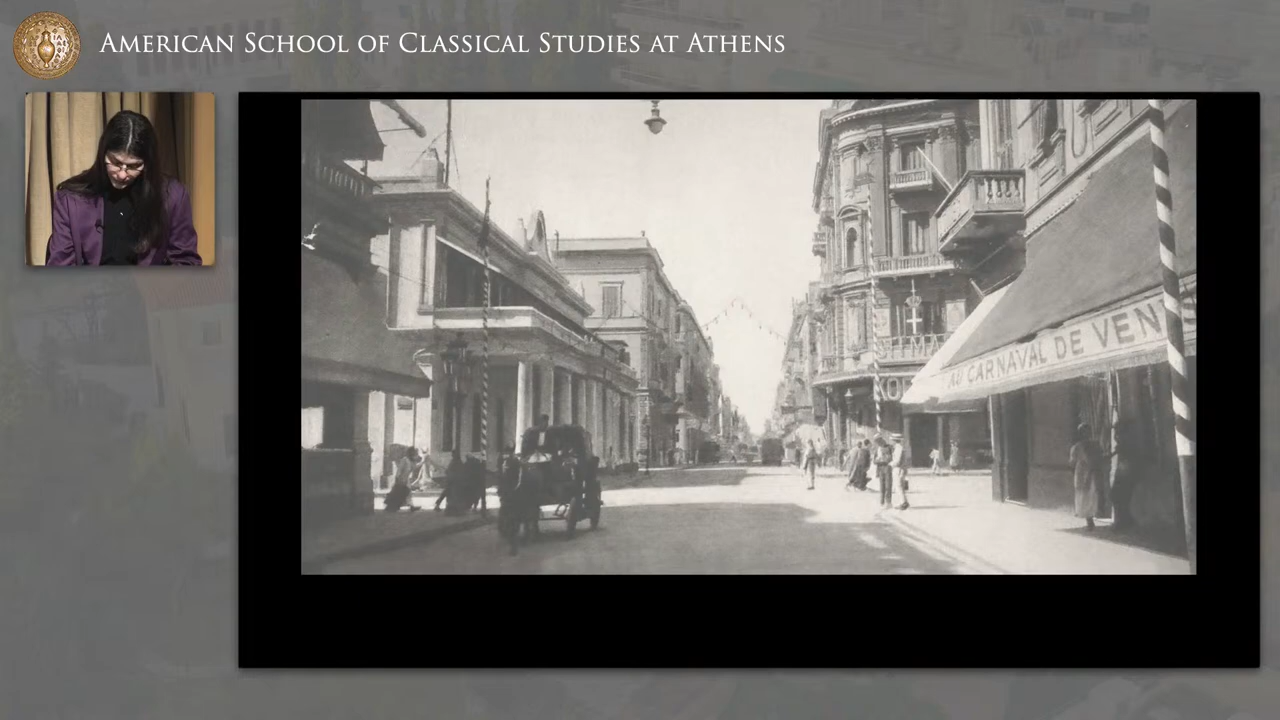 AMERICAN SCHOOL OF CLASSICAL STUDIES AT ATHENS
AU CARNAVAL DE VEN